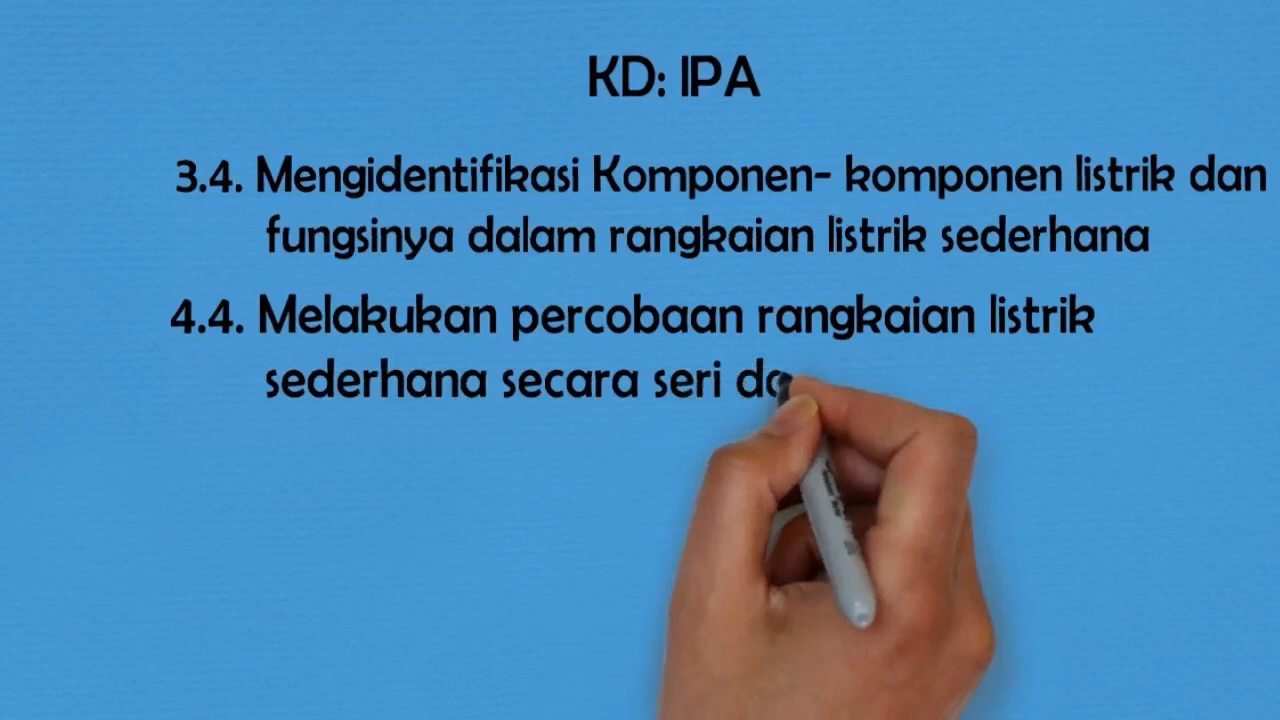 KD: IPA
3.4. Mengidentifikasi Komponen- komponen listrik dan
fungsinya dalam rangkaian listrik sederhana
4.4. Melakukan percobaan rangkaian listrik
sederhana secara seri